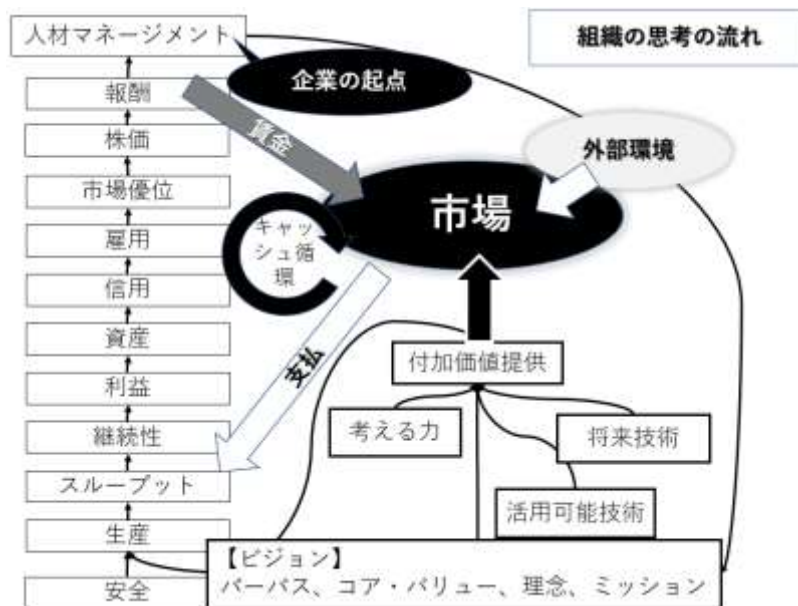 組織の思考の流れ
人材マネージメント
企業の起点
報酬
賃金
株価
外部環境
市場優位
市場
雇用
キャッ
シュ循
環
信用
資産
支払
付加価値提供
利益
考える力
将来技術
継続性
スループット
活用可能技術
生産
【ビジョン】
パーパス、コア・バリュー、理念、ミッション
安全